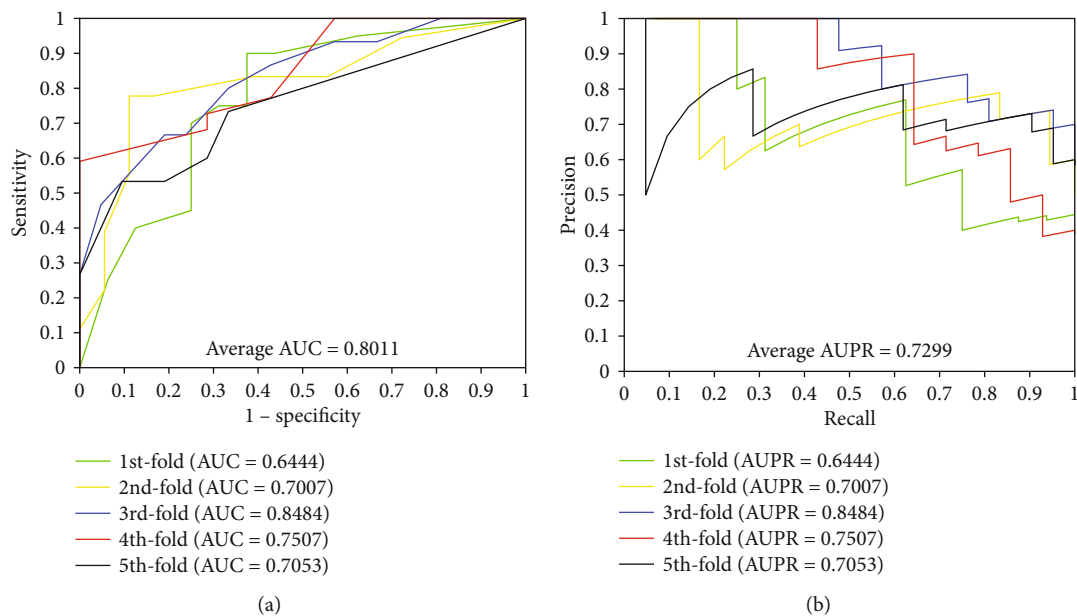 1
0.9
0.8
0.7
0.6
0.5
0.4
0.3
0.2
0.1
0
Sensitivity
Average AUC = 0.8011
0 0.1 0.2 0.3 0.4 0.5 0.6 0.7 0.8 0.9 1
1 – specificity
1st-fold (AUC = 0.6444)
2nd-fold (AUC = 0.7007)
3rd-fold (AUC = 0.8484)
4th-fold (AUC = 0.7507)
5th-fold (AUC = 0.7053)
(a)
1
0.9
0.8
0.7
0.6
0.5
0.4
0.3
0.2
0.1
0
Precision
Average AUPR = 0.7299
0 0.1 0.2 0.3 0.4 0.5 0.6 0.7 0.8 0.9 1
Recall
1st-fold (AUPR = 0.6444)
2nd-fold (AUPR = 0.7007)
3rd-fold (AUPR = 0.8484)
4th-fold (AUPR = 0.7507)
5th-fold (AUPR = 0.7053)
(b)